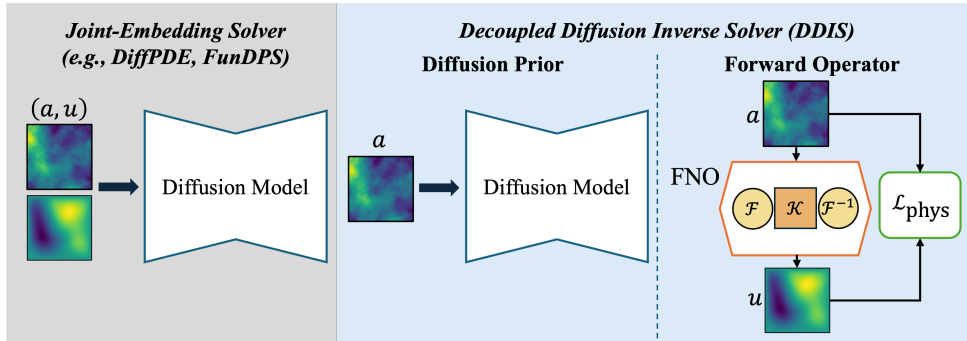 Joint-Embedding Solver
(e.g., DiffPDE, FunDPS)
(a, u)
Diffusion Model
Decoupled Diffusion Inverse Solver (DDIS)
Diffusion Prior
a
Diffusion Model
Forward Operator
a
FNO
ℱ
𝒦
ℱ⁻¹
ℒphys
u